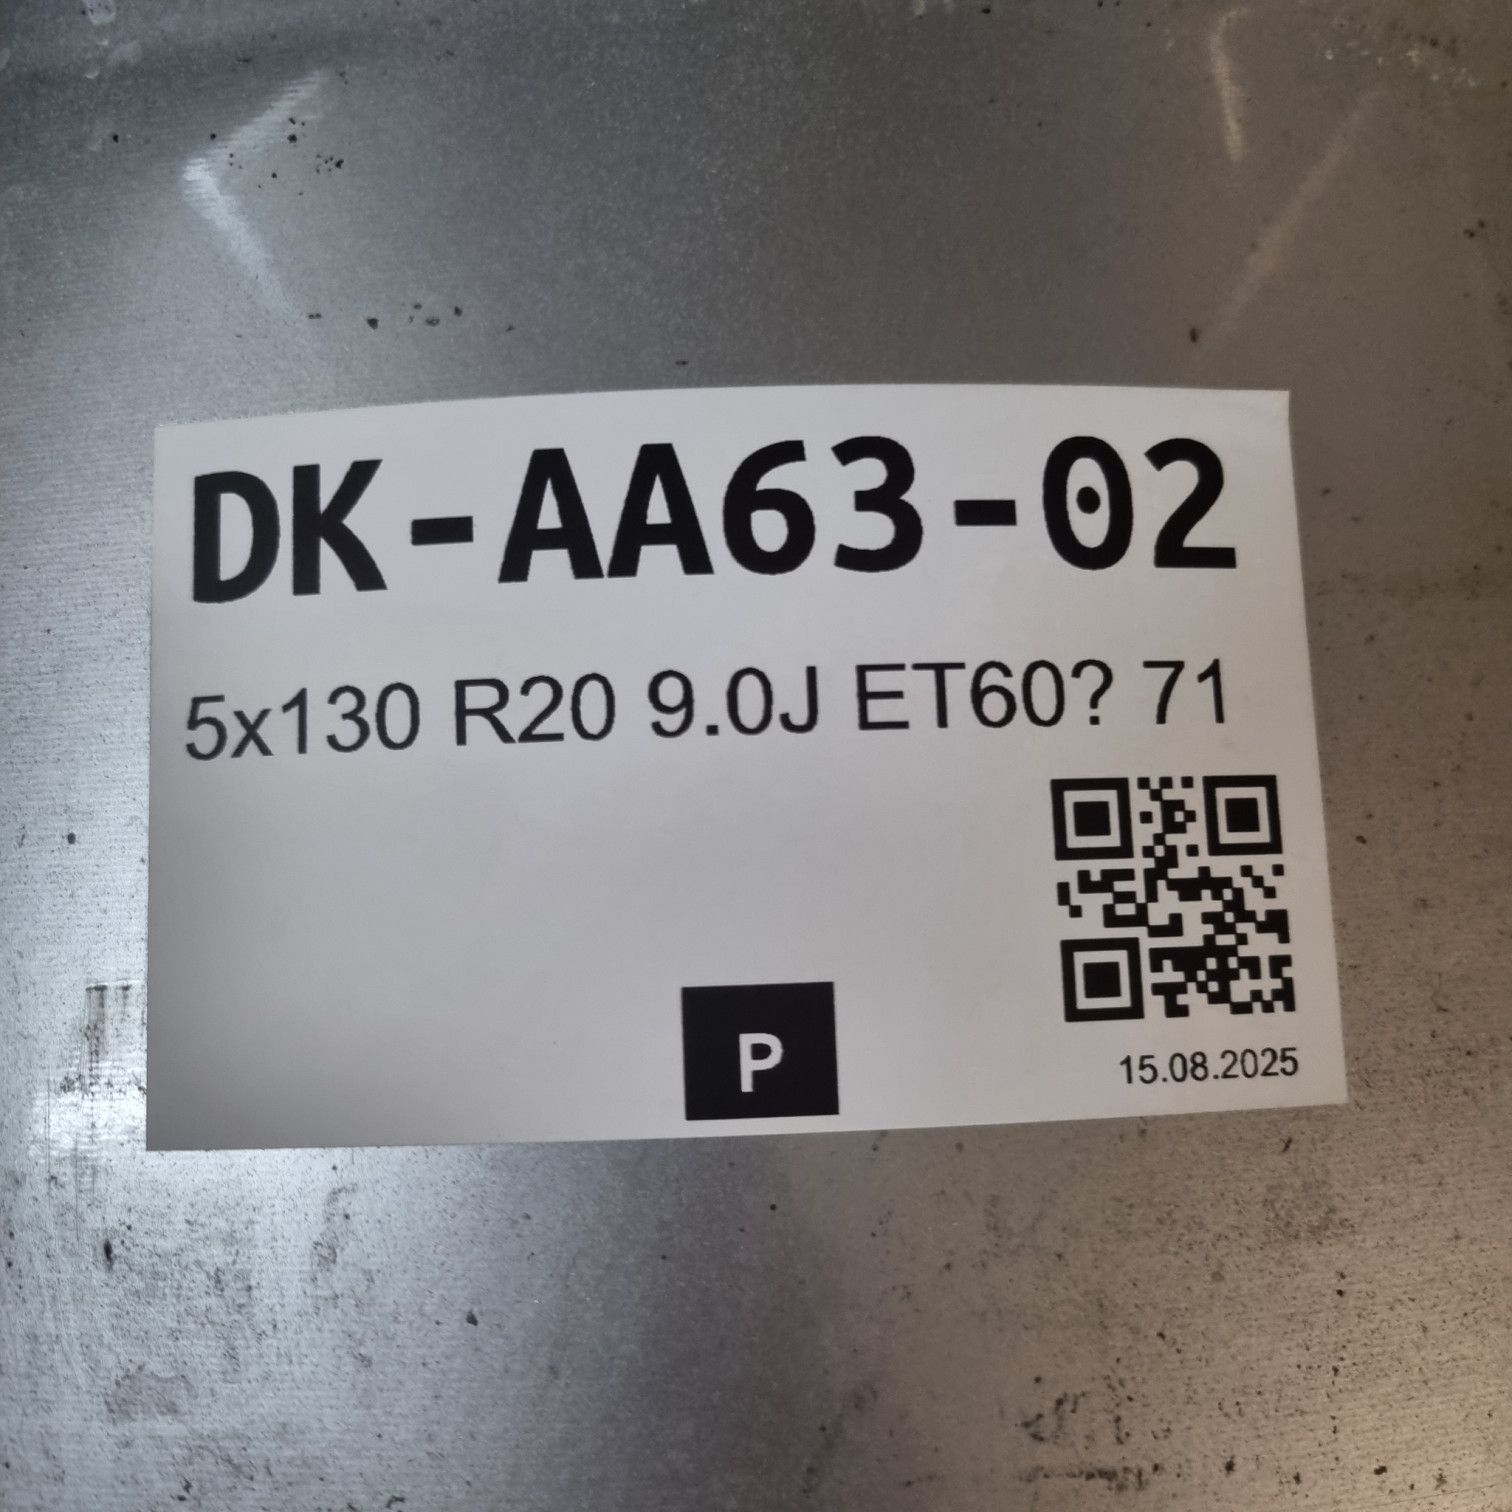 DK-AA63-02
5x130 R20 9.0J ET60? 71
P
15.08.2025